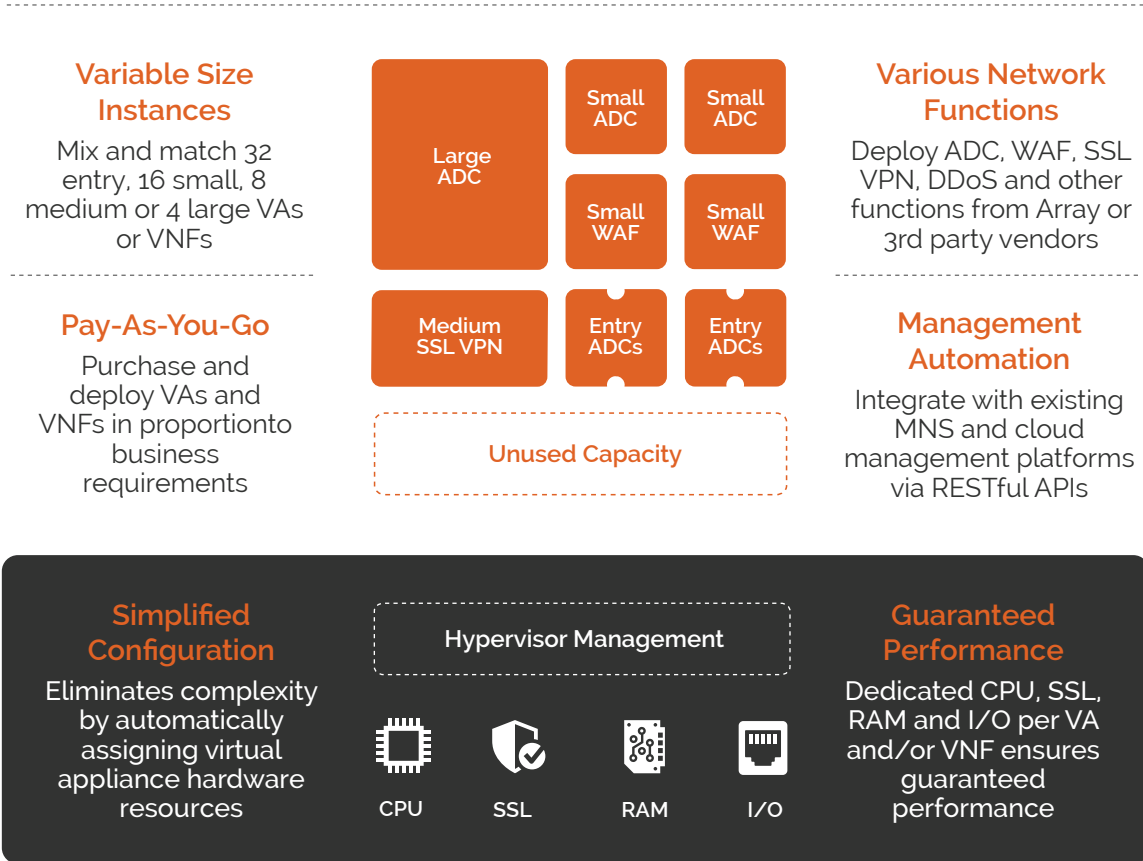 Variable Size
Instances
Mix and match 32
entry, 16 small, 8
medium or 4 large VAs
or VNFs
Pay-As-You-Go
Purchase and
deploy VAs and
VNFs in proportionto
business
requirements
Large
ADC
Small
ADC
Small
ADC
Small
WAF
Small
WAF
Medium
SSL VPN
Entry
ADCs
Entry
ADCs
Unused Capacity
Various Network
Functions
Deploy ADC, WAF, SSL
VPN, DDoS and other
functions from Array or
3rd party vendors
Management
Automation
Integrate with existing
MNS and cloud
management platforms
via RESTful APIs
Simplified
Configuration
Eliminates complexity
by automatically
assigning virtual
appliance hardware
resources
Hypervisor Management
CPU
SSL
RAM
I/O
Guaranteed
Performance
Dedicated CPU, SSL,
RAM and I/O per VA
and/or VNF ensures
guaranteed
performance